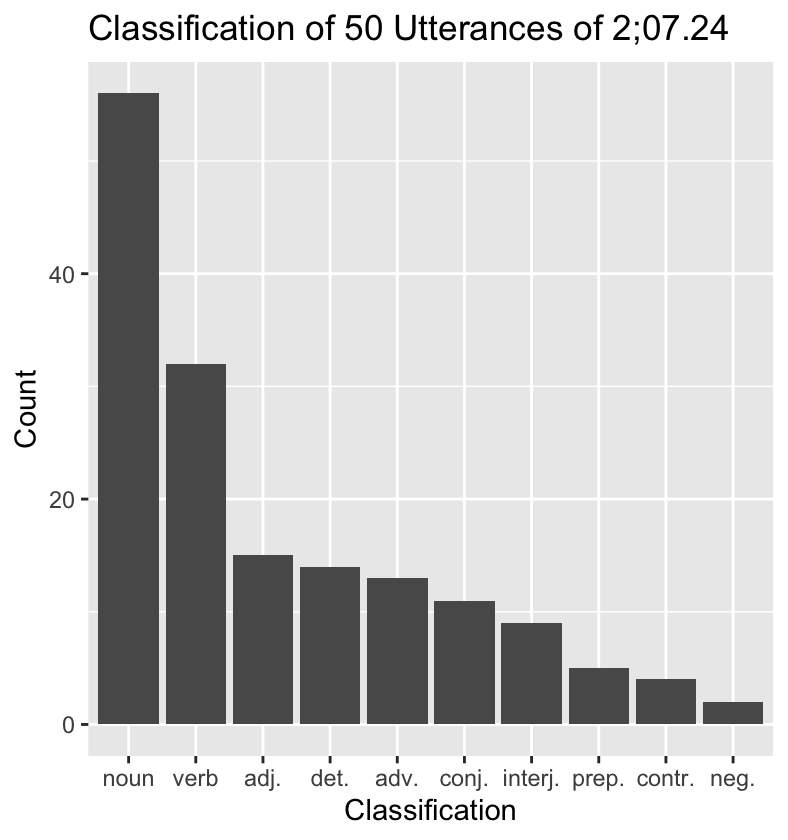 Classification of 50 Utterances of 2;07.24
Count
40
20
0
noun verb adj. det. adv. conj. interj. prep. contr. neg.
Classification